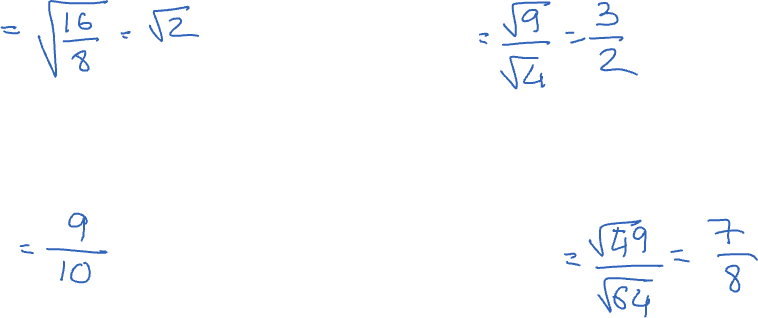 = √(16/8) = √2
= √9/√4 = 3/2
= 9/10
= √49/√64 = 7/8